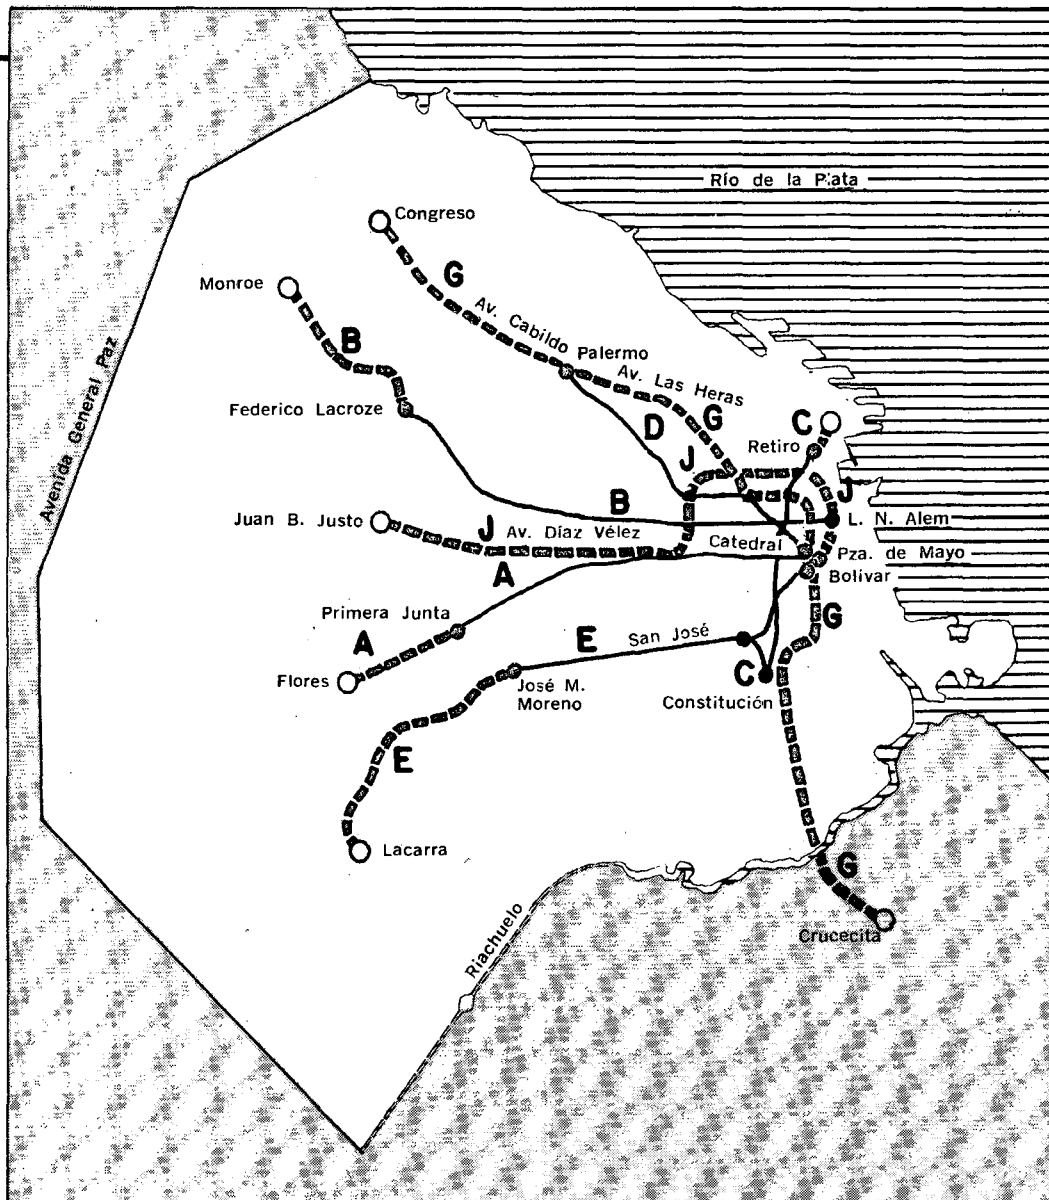 Río de la Plata
Congreso
G
Monroe
Av. Cabildo
B
Palermo
Av. Las Heras
Avenida General Paz
Federico Lacroze
G
C
D
Retiro
J
J
B
Juan B. Justo
J
Av. Díaz Vélez
L. N. Alem
Catedral
Pza. de Mayo
A
Bolívar
Primera Junta
G
A
E
San José
Flores
C
José M.
Moreno
Constitución
E
Lacarra
G
Riachuelo
Crucecita